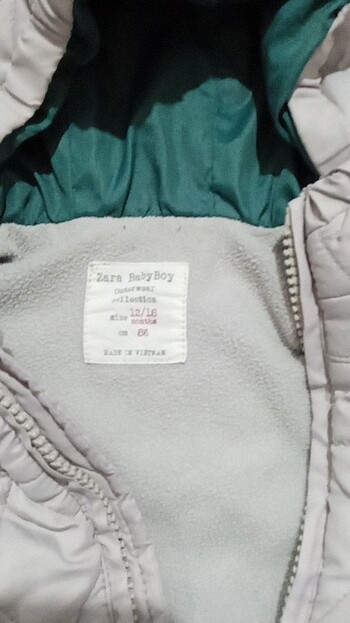 Zara BabyBoy
Outerwear
collection
size 12/18
months
cm 86
MADE IN VIETNAM